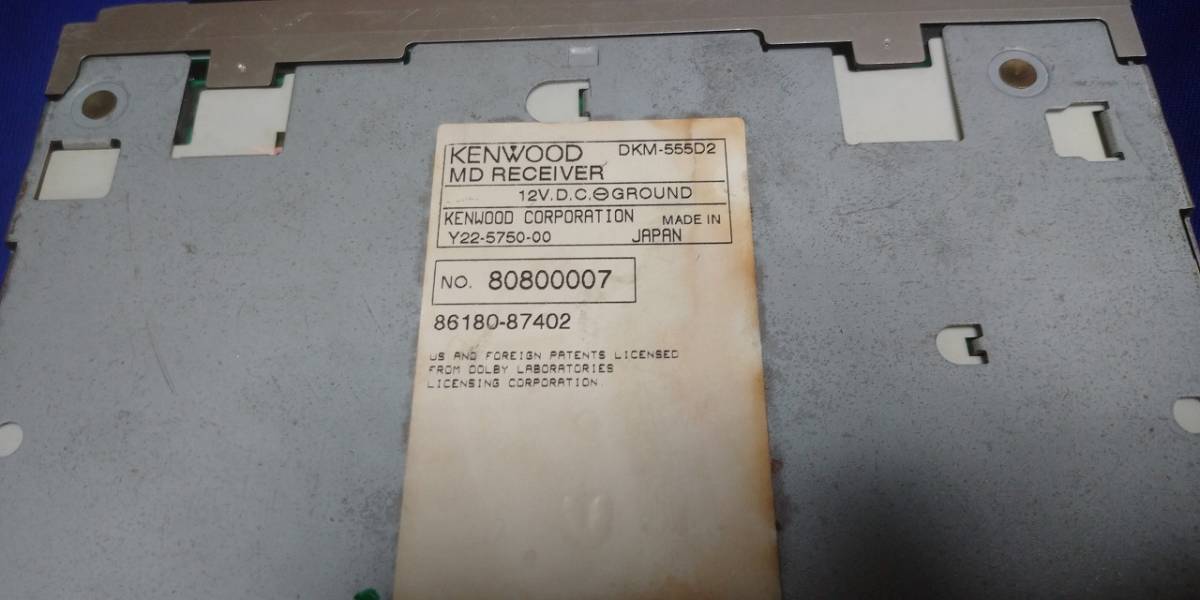 KENWOOD DKM-555D2
MD RECEIVER
12V.D.C.⊖GROUND
KENWOOD CORPORATION MADE IN
Y22-5750-00 JAPAN
NO. 80800007
86180-87402
US AND FOREIGN PATENTS LICENSED
FROM DOLBY LABORATORIES
LICENSING CORPORATION.